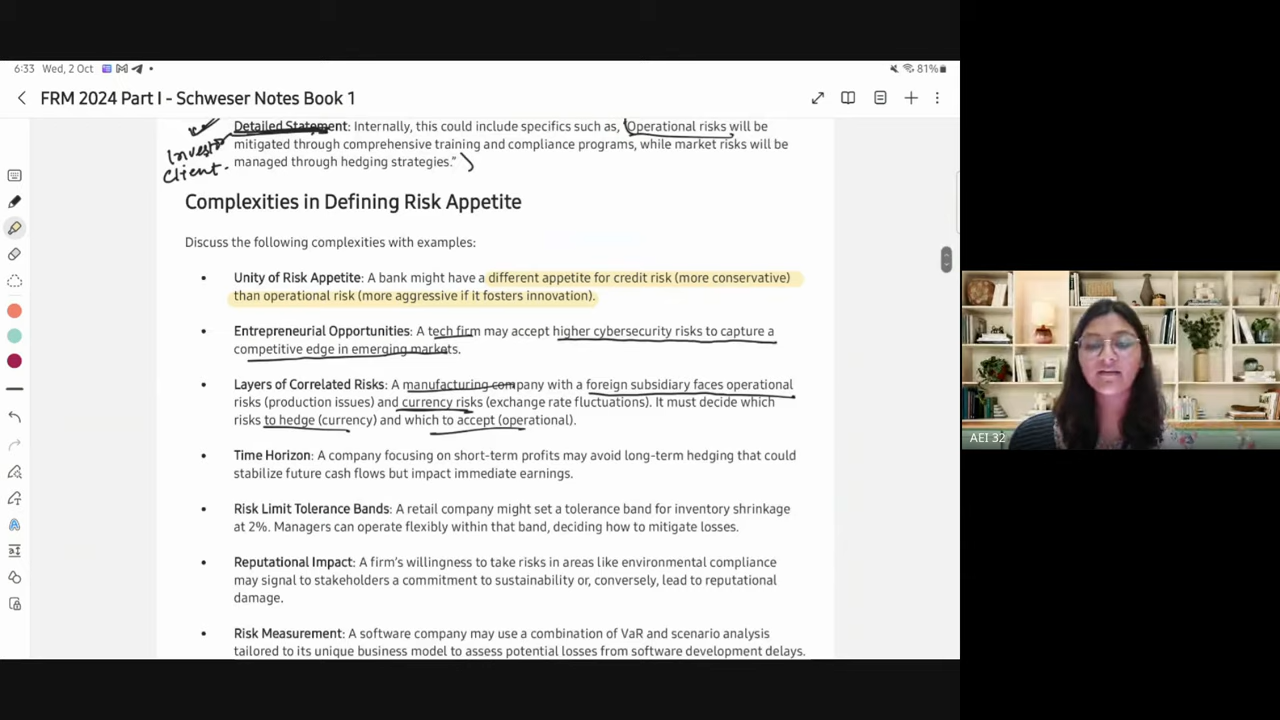 6:33 Wed, 2 Oct
81%
FRM 2024 Part I - Schweser Notes Book 1
Detailed Statement: Internally, this could include specifics such as, "Operational risks will be
mitigated through comprehensive training and compliance programs, while market risks will be
managed through hedging strategies."
Investor
Client.
Complexities in Defining Risk Appetite
Discuss the following complexities with examples:
• Unity of Risk Appetite: A bank might have a different appetite for credit risk (more conservative)
than operational risk (more aggressive if it fosters innovation).
• Entrepreneurial Opportunities: A tech firm may accept higher cybersecurity risks to capture a
competitive edge in emerging markets.
• Layers of Correlated Risks: A manufacturing company with a foreign subsidiary faces operational
risks (production issues) and currency risks (exchange rate fluctuations). It must decide which
risks to hedge (currency) and which to accept (operational).
• Time Horizon: A company focusing on short-term profits may avoid long-term hedging that could
stabilize future cash flows but impact immediate earnings.
• Risk Limit Tolerance Bands: A retail company might set a tolerance band for inventory shrinkage
at 2%. Managers can operate flexibly within that band, deciding how to mitigate losses.
• Reputational Impact: A firm's willingness to take risks in areas like environmental compliance
may signal to stakeholders a commitment to sustainability or, conversely, lead to reputational
damage.
• Risk Measurement: A software company may use a combination of VaR and scenario analysis
tailored to its unique business model to assess potential losses from software development delays.
AEI 32